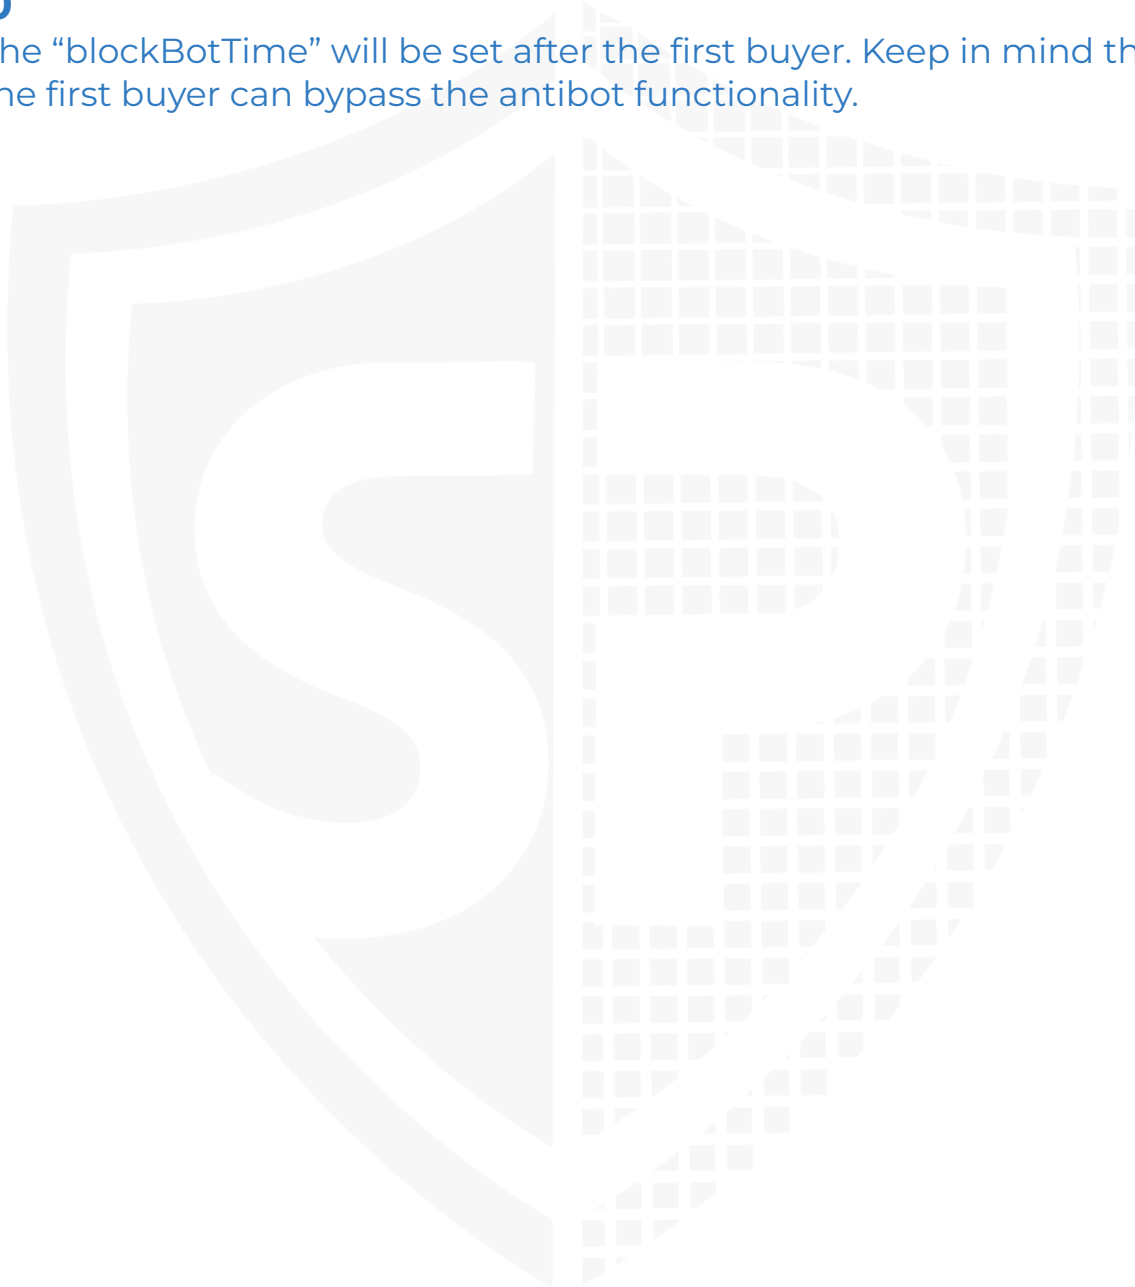 he “blockBotTime” will be set after the first buyer. Keep in mind th
he first buyer can bypass the antibot functionality.
SP